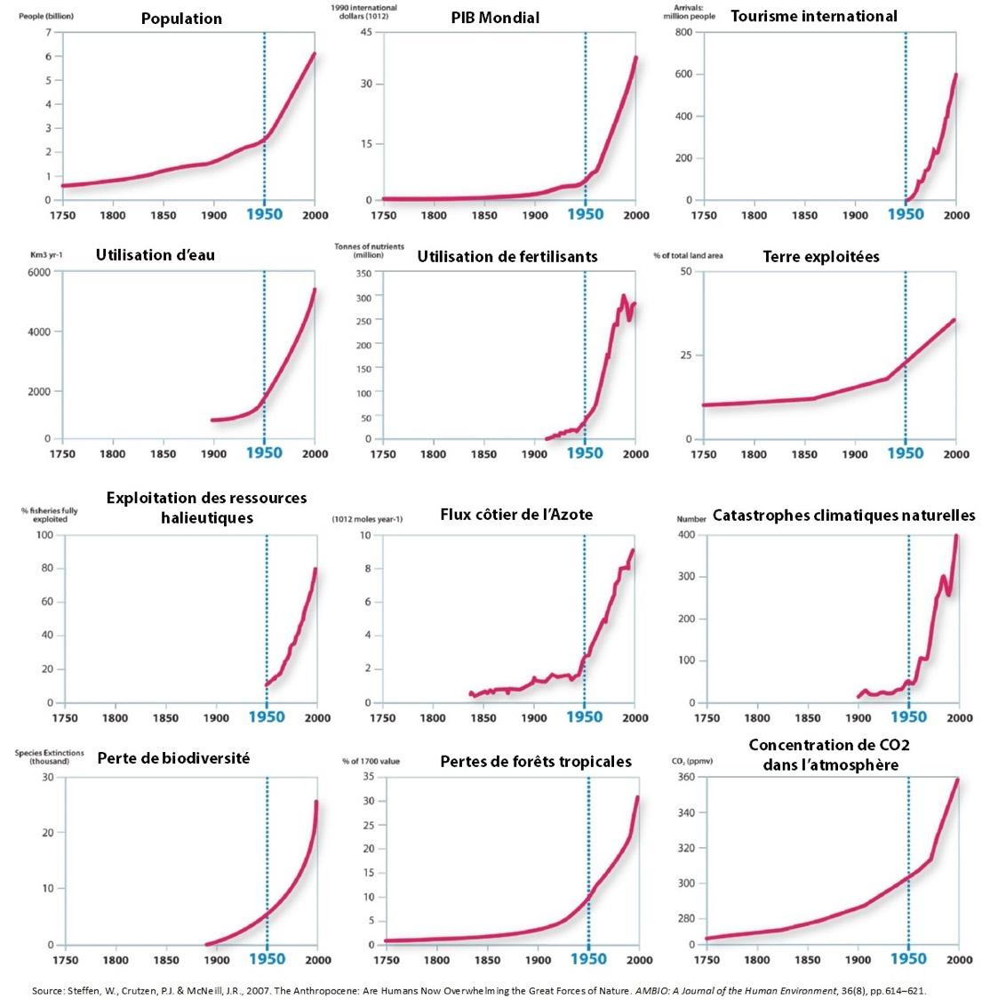 People (billion)
Population
7
6
5
4
3
2
1
0
1750 1800 1850 1900 1950 2000
1990 international
dollars (1012)
PIB Mondial
45
30
15
0
1750 1800 1850 1900 1950 2000
Arrivals:
million people
Tourisme international
800
600
400
200
0
1750 1800 1850 1900 1950 2000
Km3 yr-1
Utilisation d’eau
6000
4000
2000
0
1750 1800 1850 1900 1950 2000
Tonnes of nutrients
(million)
Utilisation de fertilisants
350
300
250
200
150
100
50
0
1750 1800 1850 1900 1950 2000
% of total land area
Terre exploitées
50
25
0
1750 1800 1850 1900 1950 2000
% fisheries fully
exploited
Exploitation des ressources
halieutiques
100
80
60
40
20
0
1750 1800 1850 1900 1950 2000
(1012 moles year-1)
Flux côtier de l’Azote
10
8
6
4
2
0
1750 1800 1850 1900 1950 2000
Number
Catastrophes climatiques naturelles
400
300
200
100
0
1750 1800 1850 1900 1950 2000
Species Extinctions
(thousand)
Perte de biodiversité
30
20
10
0
1750 1800 1850 1900 1950 2000
% of 1700 value
Pertes de forêts tropicales
35
30
25
20
15
10
5
0
1750 1800 1850 1900 1950 2000
CO₂ (ppmv)
Concentration de CO2
dans l’atmosphère
360
340
320
300
280
0
1750 1800 1850 1900 1950 2000
Source: Steffen, W., Crutzen, P.J. & McNeill, J.R., 2007. The Anthropocene: Are Humans Now Overwhelming the Great Forces of Nature. AMBIO: A Journal of the Human Environment, 36(8), pp.614–621.